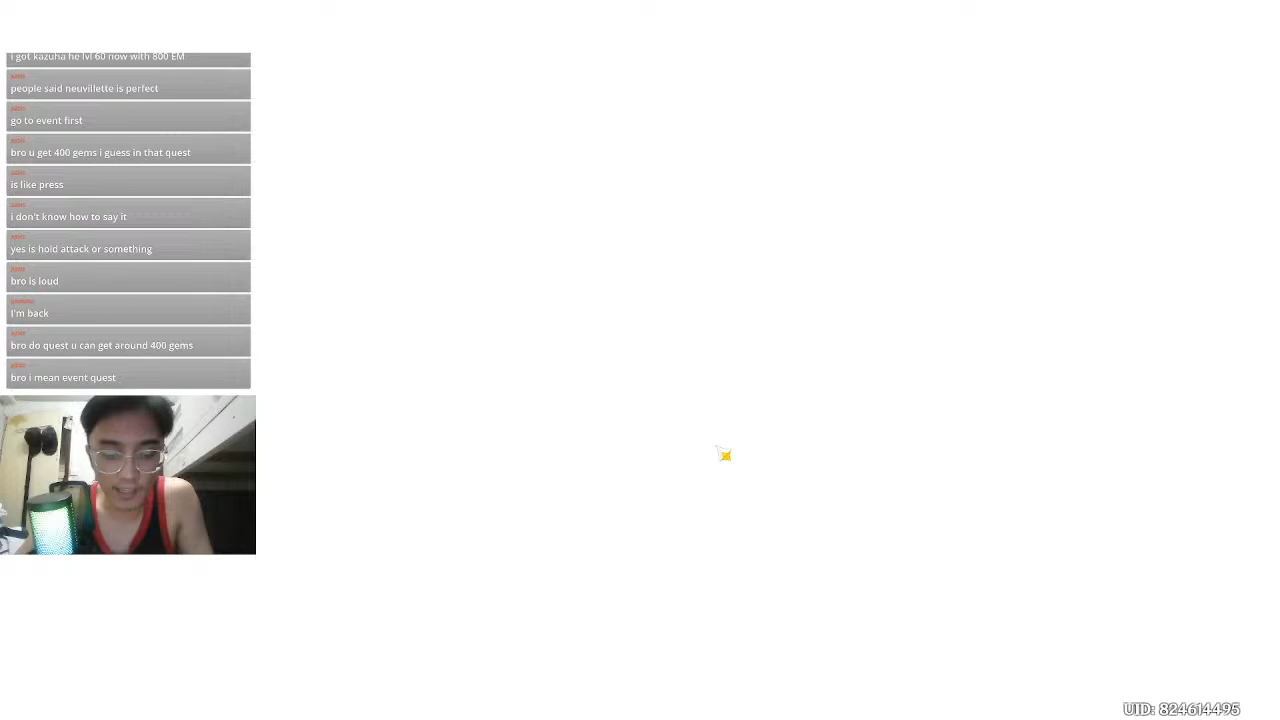 i got kazuha he lvl 60 now with 800 EM
people said neuvillette is perfect
go to event first
bro u get 400 gems i guess in that quest
is like press
i don't know how to say it
yes is hold attack or something
bro is loud
I'm back
bro do quest u can get around 400 gems
bro i mean event quest
UID: 824614495